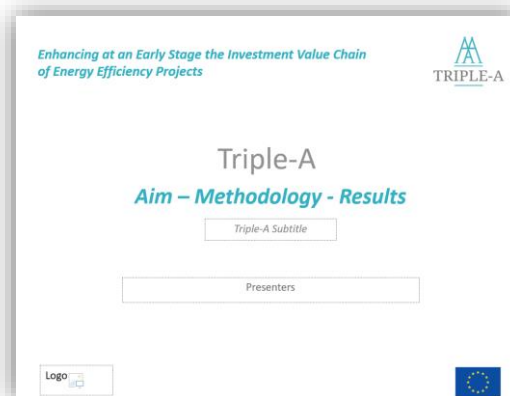 Enhancing at an Early Stage the Investment Value Chain
of Energy Efficiency Projects
TRIPLE-A
Triple-A
Aim – Methodology - Results
Triple-A Subtitle
Presenters
Logo